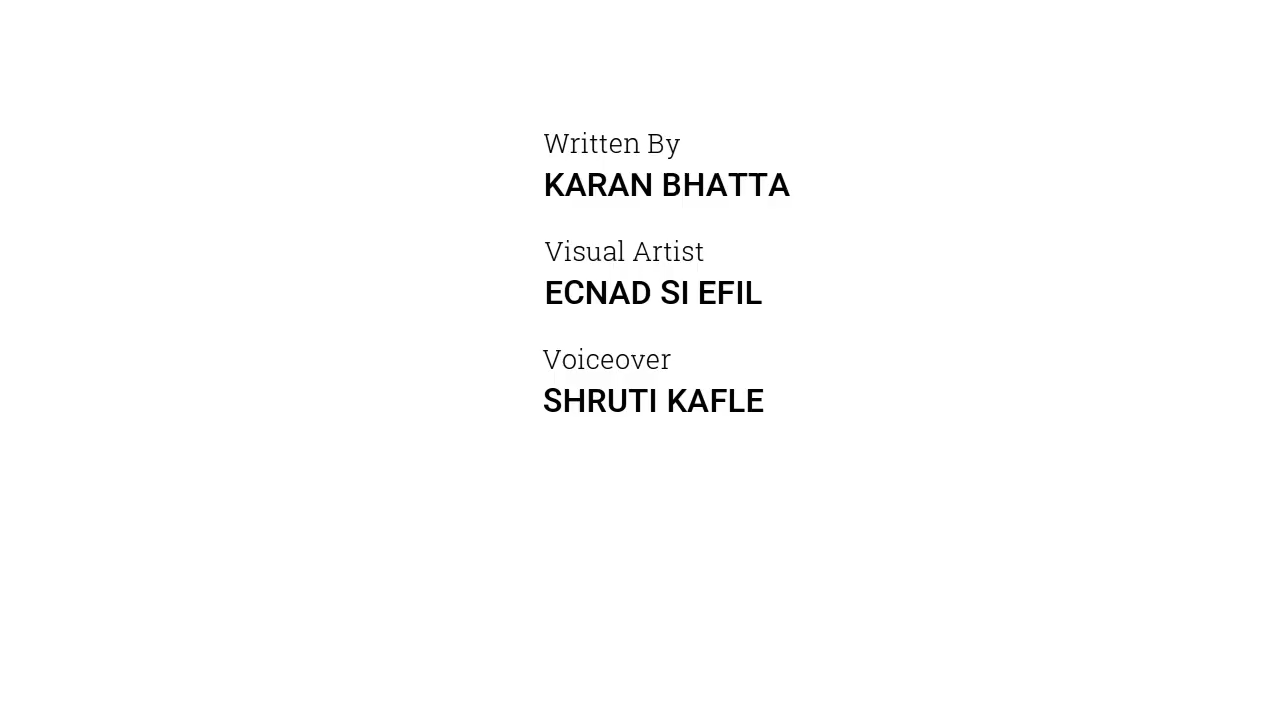 Written By
KARAN BHATTA
Visual Artist
ECNAD SI EFIL
Voiceover
SHRUTI KAFLE